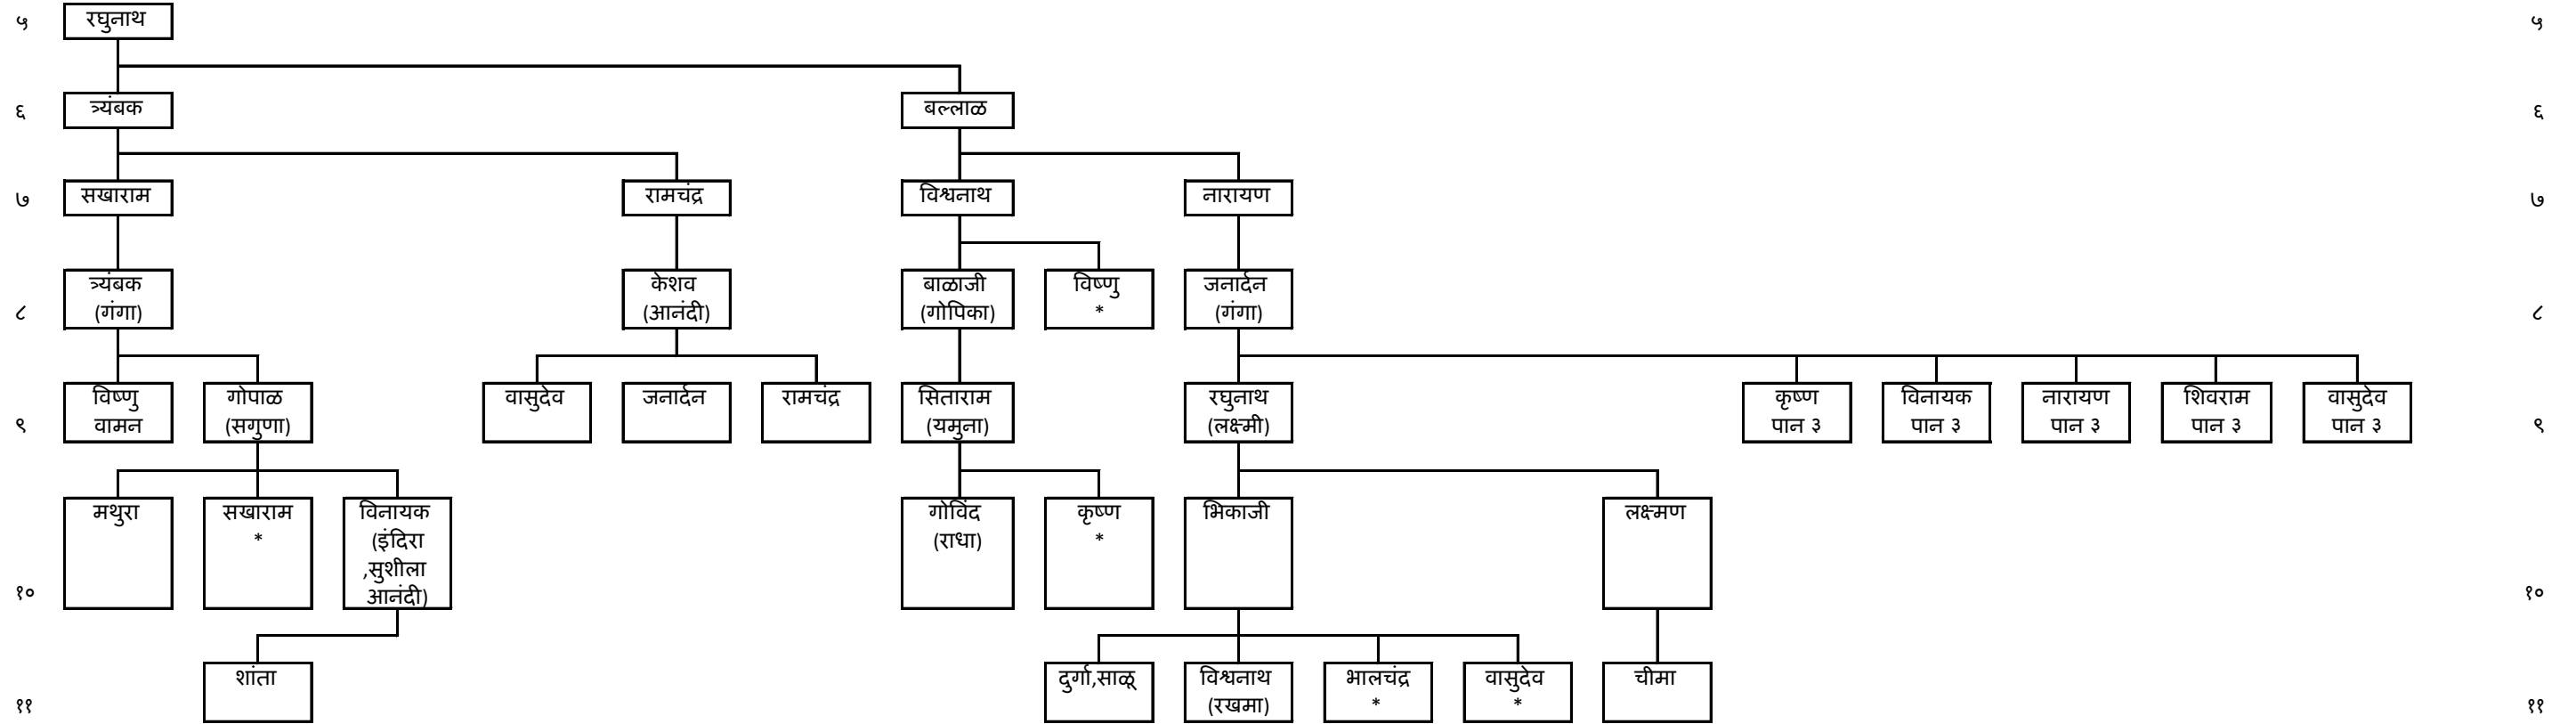 ५ रघुनाथ ५
६ त्र्यंबक बल्लाळ ६
७ सखाराम रामचंद्र विश्वनाथ नारायण ७
त्र्यंबक केशव बाळाजी विष्णु जनार्दन
८ (गंगा) (आनंदी) (गोपिका) * (गंगा) ८
विष्णु गोपाळ वासुदेव जनार्दन रामचंद्र सिताराम रघुनाथ कृष्ण विनायक नारायण शिवराम वासुदेव
९ वामन (सगुणा) (यमुना) (लक्ष्मी) पान ३ पान ३ पान ३ पान ३ पान ३ ९
मथुरा सखाराम विनायक गोविंद कृष्ण भिकाजी लक्ष्मण
* (इंदिरा (राधा) *
,सुशीला
१० आनंदी) १०
शांता दुर्गा,साळू विश्वनाथ भालचंद्र वासुदेव चीमा
११ (रखमा) * * ११